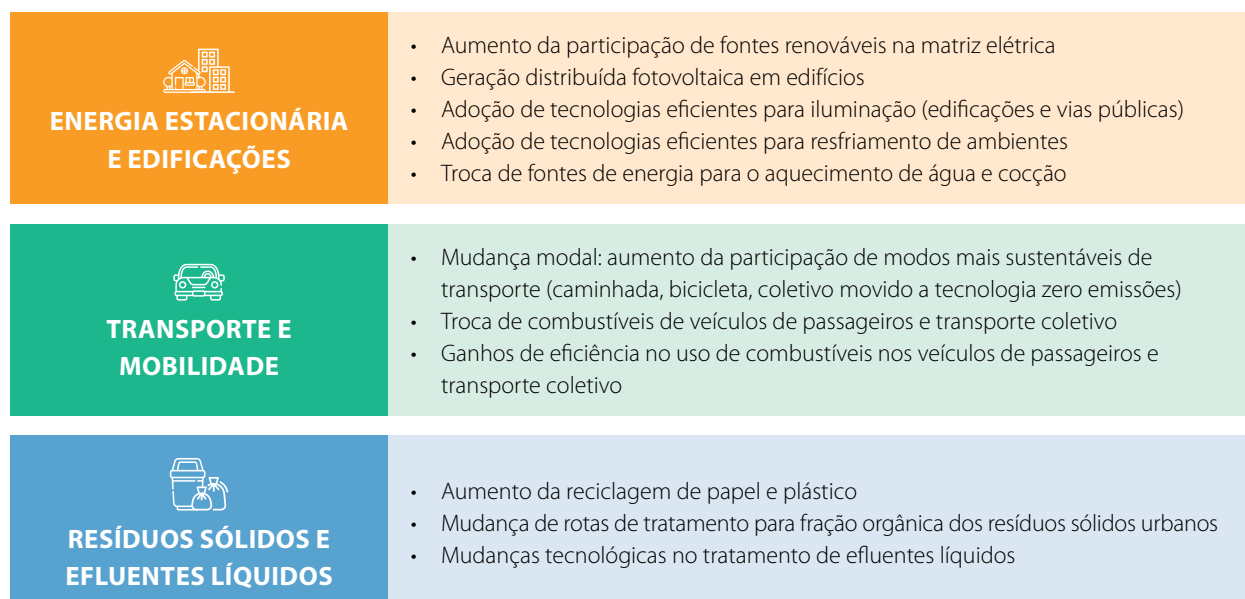 ENERGIA ESTACIONÁRIA
E EDIFICAÇÕES
• Aumento da participação de fontes renováveis na matriz elétrica
• Geração distribuída fotovoltaica em edifícios
• Adoção de tecnologias eficientes para iluminação (edificações e vias públicas)
• Adoção de tecnologias eficientes para resfriamento de ambientes
• Troca de fontes de energia para o aquecimento de água e cocção
TRANSPORTE E
MOBILIDADE
• Mudança modal: aumento da participação de modos mais sustentáveis de
transporte (caminhada, bicicleta, coletivo movido a tecnologia zero emissões)
• Troca de combustíveis de veículos de passageiros e transporte coletivo
• Ganhos de eficiência no uso de combustíveis nos veículos de passageiros e
transporte coletivo
RESÍDUOS SÓLIDOS E
EFLUENTES LÍQUIDOS
• Aumento da reciclagem de papel e plástico
• Mudança de rotas de tratamento para fração orgânica dos resíduos sólidos urbanos
• Mudanças tecnológicas no tratamento de efluentes líquidos